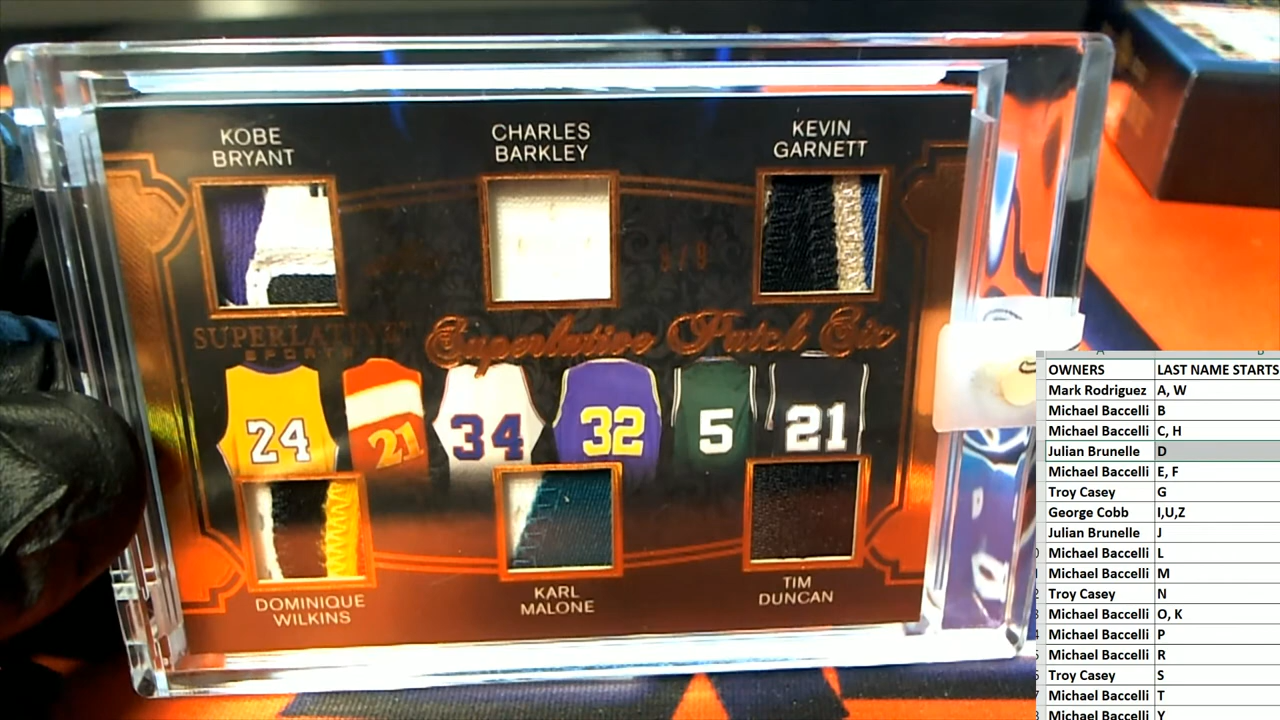 KOBE BRYANT
CHARLES BARKLEY
KEVIN GARNETT
SUPERLATIVE
SPORTS
Superlative Patch Six
24
21
34
32
5
21
DOMINIQUE WILKINS
KARL MALONE
TIM DUNCAN
OWNERS LAST NAME STARTS
Mark Rodriguez A, W
Michael Baccelli B
Michael Baccelli C, H
Julian Brunelle D
Michael Baccelli E, F
Troy Casey G
George Cobb I,U,Z
Julian Brunelle J
Michael Baccelli L
Michael Baccelli M
Troy Casey N
Michael Baccelli O, K
Michael Baccelli P
Michael Baccelli R
Troy Casey S
Michael Baccelli T
Michael Baccelli Y